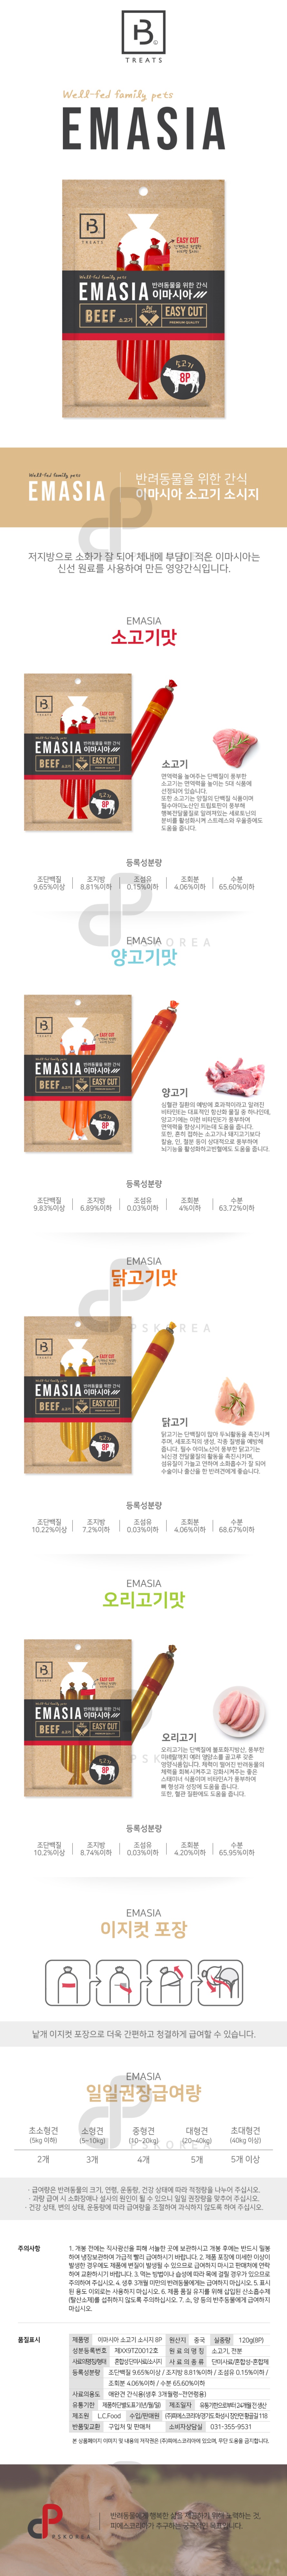 B
TREATS
Well-fed family pets
EMASIA
B
TREATS
EASY CUT
Well-fed family pets
EMASIA 반려동물을 위한 간식 이마시아
BEEF 소고기
EASY CUT
PREMIUM QUALITY
소고기
8P
Well-fed family pets
EMASIA
반려동물을 위한 간식
이마시아 소고기 소시지
저지방으로 소화가 잘 되어 체내에 부담이 적은 이마시아는
신선 원료를 사용하여 만든 영양간식입니다.
EMASIA
소고기맛
소고기
면역력을 높여주는 단백질이 풍부한
소고기는 면역력을 높이는 5대 식품에
선정되어 있습니다.
또한 소고기는 양질의 단백질 식품이며
필수아미노산인 트립토판이 풍부해
행복전달물질로 알려져있는 세로토닌의
분비를 활성화시켜 스트레스와 우울증에도
도움을 줍니다.
등록성분량
조단백질 조지방 조섬유 조회분 수분
9.65%이상 8.81%이하 0.15%이하 4.06%이하 65.60%이하
EMASIA
양고기맛
양고기
심혈관 질환의 예방에 효과적이라고 알려진
비타민E는 대표적인 항산화 물질 중 하나인데,
양고기에는 이런 비타민E가 풍부하여
면역력을 향상시키는데 도움을 줍니다.
또한, 흔히 접하는 소고기나 돼지고기보다
칼슘, 인, 철분 등이 상대적으로 풍부하여
뇌기능을 활성화하고빈혈에도 도움을 줍니다.
등록성분량
조단백질 조지방 조섬유 조회분 수분
9.83%이상 6.89%이하 0.03%이하 4%이하 63.72%이하
EMASIA
닭고기맛
PSKOREA
닭고기
닭고기는 단백질이 많아 두뇌활동을 촉진시켜
주며, 세포조직의 생성, 각종 질병을 예방해
줍니다. 필수 아미노산이 풍부한 닭고기는
뇌신경 전달물질의 활동을 촉진시키며,
섬유질이 가늘고 연하여 소화흡수가 잘 되어
수술이나 출산을 한 반려견에게 좋습니다.
등록성분량
조단백질 조지방 조섬유 조회분 수분
10.22%이상 7.2%이하 0.03%이하 4.06%이하 68.67%이하
EMASIA
오리고기맛
오리고기
오리고기는 단백질에 불포화지방산, 풍부한
미네랄까지 여러 영양소를 골고루 갖춘
영양식품입니다. 체력이 떨어진 반려동물의
체력을 회복시켜주고 강화시켜주는 좋은
스테미너 식품이며 비타민A가 풍부하여
뼈 형성과 성장에 도움을 줍니다.
또한, 혈관 질환에도 도움을 줍니다.
등록성분량
조단백질 조지방 조섬유 조회분 수분
10.2%이상 8.74%이하 0.03%이하 4.20%이하 65.95%이하
EMASIA
이지컷 포장
낱개 이지컷 포장으로 더욱 간편하고 청결하게 급여할 수 있습니다.
EMASIA
일일권장급여량
초소형견 소형견 중형견 대형견 초대형견
(5kg 이하) (5~10kg) (10~20kg) (20~40kg) (40kg 이상)
2개 3개 4개 5개 5개 이상
· 급여량은 반려동물의 크기, 연령, 운동량, 건강 상태에 따라 적정량을 나누어 주십시오.
· 과량 급여 시 소화장애나 설사의 원인이 될 수 있으니 일일 권장량을 맞추어 주십시오.
· 건강 상태, 변의 상태, 운동량에 따라 급여량을 조절하여 과식하지 않도록 하여 주십시오.
주의사항
1. 개봉 전에는 직사광선을 피해 서늘한 곳에 보관하시고 개봉 후에는 반드시 밀봉
하여 냉장보관하여 가급적 빨리 급여하시기 바랍니다. 2. 제품 포장에 미세한 이상이
발생한 경우에도 제품에 변질이 발생될 수 있으므로 급여하지 마시고 판매처에 연락
하여 교환하시기 바랍니다. 3. 먹는 방법이나 습성에 따라 목에 걸릴 경우가 있으므로
주의하여 주십시오. 4. 생후 3개월 미만의 반려동물에게는 급여하지 마십시오. 5. 표시
된 용도 이외로는 사용하지 마십시오. 6. 제품 품질 유지를 위해 삽입된 산소흡수제
(탈산소제)를 섭취하지 않도록 주의하십시오. 7. 소, 양 등의 반추동물에게 급여하지
마십시오.
품질표시
제품명 이마시아 소고기 소시지 8P 원산지 중국 실중량 120g(8P)
성분등록번호 제XX9TZ0012호 원료의 명칭 소고기, 전분
사료의명칭/형태 혼합성단미사료/소시지 사료의 종류 단미사료/혼합성-혼합제
등록성분량 조단백질 9.65%이상 / 조지방 8.81%이하 / 조섬유 0.15%이하 /
조회분 4.06%이하 / 수분 65.60%이하
사료의용도 애완견 간식용(생후 3개월령~전연령용)
유통기한 제품하단별도표기(년/월/일) 제조일자 유통기한으로부터 24개월 전 생산
제조원 L.C.Food 수입/판매원 (주)피에스코리아/경기도 화성시 정남면 황골길 118
반품및교환 구입처 및 판매처 소비자상담실 031-355-9531
본 상품페이지 이미지 및 내용의 저작권은 (주)피에스코리아에 있으며, 무단 도용을 금지합니다.
PSKOREA
반려동물에게 행복한 삶을 제공하기 위해 노력하는 것,
피에스코리아가 추구하는 궁극적인 목표입니다.